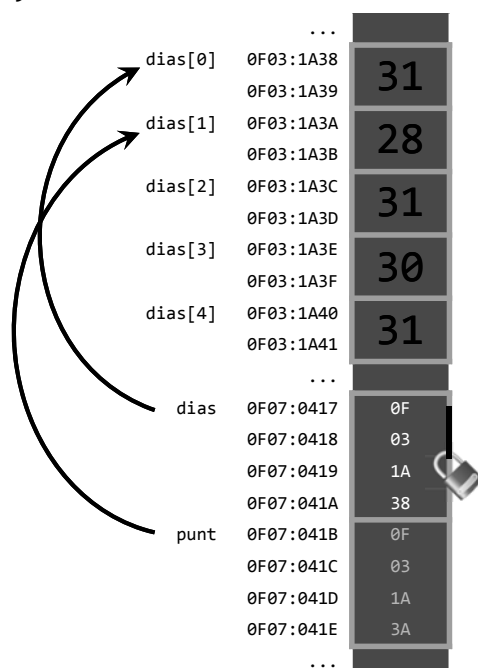 ...
dias[0] 0F03:1A38 31
0F03:1A39
dias[1] 0F03:1A3A 28
0F03:1A3B
dias[2] 0F03:1A3C 31
0F03:1A3D
dias[3] 0F03:1A3E 30
0F03:1A3F
dias[4] 0F03:1A40 31
0F03:1A41
...
dias 0F07:0417 0F
0F07:0418 03
0F07:0419 1A
0F07:041A 38
punt 0F07:041B 0F
0F07:041C 03
0F07:041D 1A
0F07:041E 3A
...